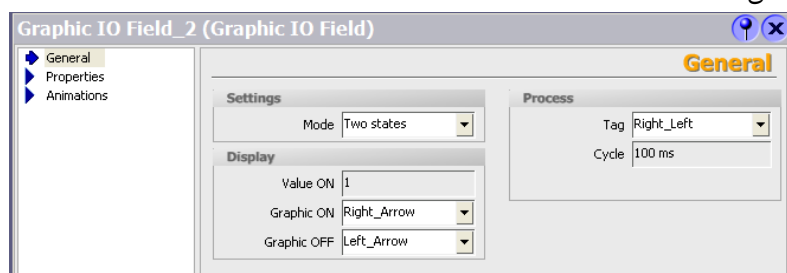 Graphic IO Field_2 (Graphic IO Field)
General
Properties
Animations
General
Settings
Mode Two states
Display
Value ON 1
Graphic ON Right_Arrow
Graphic OFF Left_Arrow
Process
Tag Right_Left
Cycle 100 ms